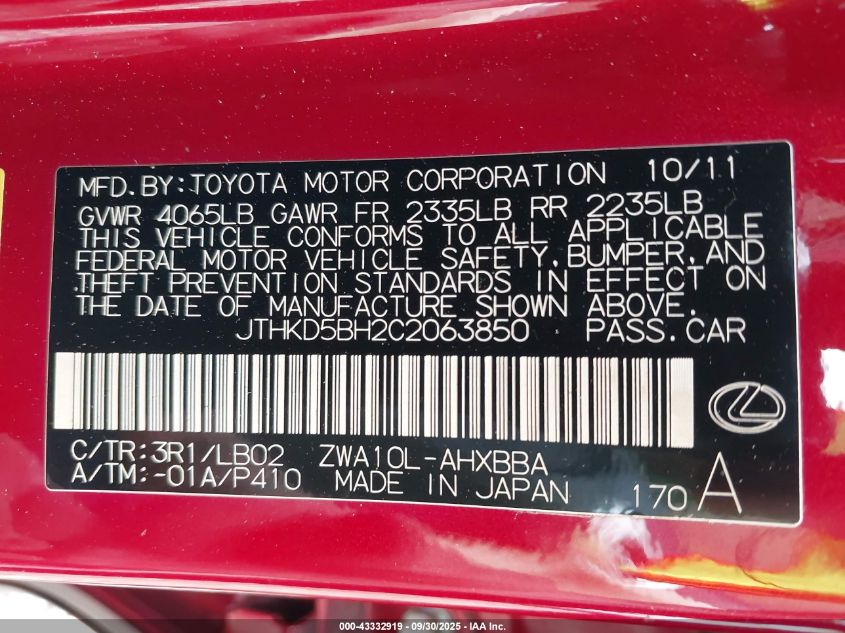 MFD.BY:TOYOTA MOTOR CORPORATION 10/11
GVWR 4065LB GAWR FR 2335LB RR 2235LB
THIS VEHICLE CONFORMS TO ALL APPLICABLE
FEDERAL MOTOR VEHICLE SAFETY,BUMPER,AND
THEFT PREVENTION STANDARDS IN EFFECT ON
THE DATE OF MANUFACTURE SHOWN ABOVE.
JTHKD5BH2C2063850 PASS.CAR
C/TR:3R1/LB02 ZWA10L-AHXBBA
A/TM:-01A/P410 MADE IN JAPAN 170 A
000-43332919 - 09/30/2025 - IAA Inc.